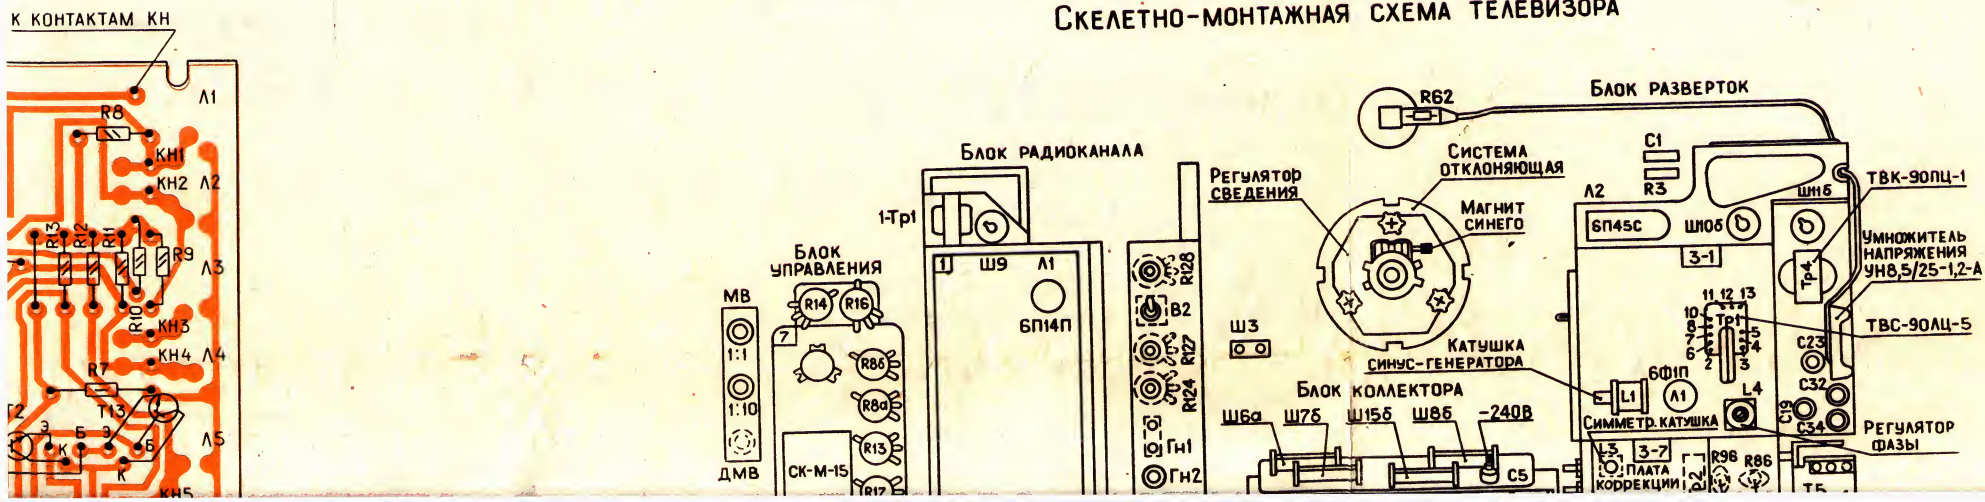 К КОНТАКТАМ КН
СКЕЛЕТНО-МОНТАЖНАЯ СХЕМА ТЕЛЕВИЗОРА
Л1
R8
КН1
КН2
Л2
R13
R12
R11
R9
Л3
R10
КН3
КН4
Л4
R7
Т2
Т13
Э
Б
Э
Б
К
К
Л5
КН5
МВ
1:1
1:10
ДМВ
БЛОК
УПРАВЛЕНИЯ
R14
R16
7
R8б
R8а
R13
СК-М-15
R17
БЛОК РАДИОКАНАЛА
1-Тр1
1
Ш9
Л1
6П14П
R128
В2
R127
R124
Гн1
Гн2
РЕГУЛЯТОР
СВЕДЕНИЯ
СИСТЕМА
ОТКЛОНЯЮЩАЯ
МАГНИТ
СИНЕГО
Ш3
КАТУШКА
СИНУС-ГЕНЕРАТОРА
БЛОК КОЛЛЕКТОРА
Ш6а
Ш7б
Ш15б
Ш8б
-240В
С5
R62
БЛОК РАЗВЕРТОК
С1
R3
Л2
6П45С
Ш10б
Ш11б
3-1
ТВК-90ПЦ-1
УМНОЖИТЕЛЬ
НАПРЯЖЕНИЯ
УН8,5/25-1,2-А
Тр4
11 12 13
10
Тр1
8
5
7
4
6
2
3
ТВС-90ЛЦ-5
С23
6Ф1П
L1
Л1
L4
С32
С19
С34
СИММЕТР. КАТУШКА
РЕГУЛЯТОР
ФАЗЫ
L3
3-7
ПЛАТА
КОРРЕКЦИИ
R96
R86
Т5